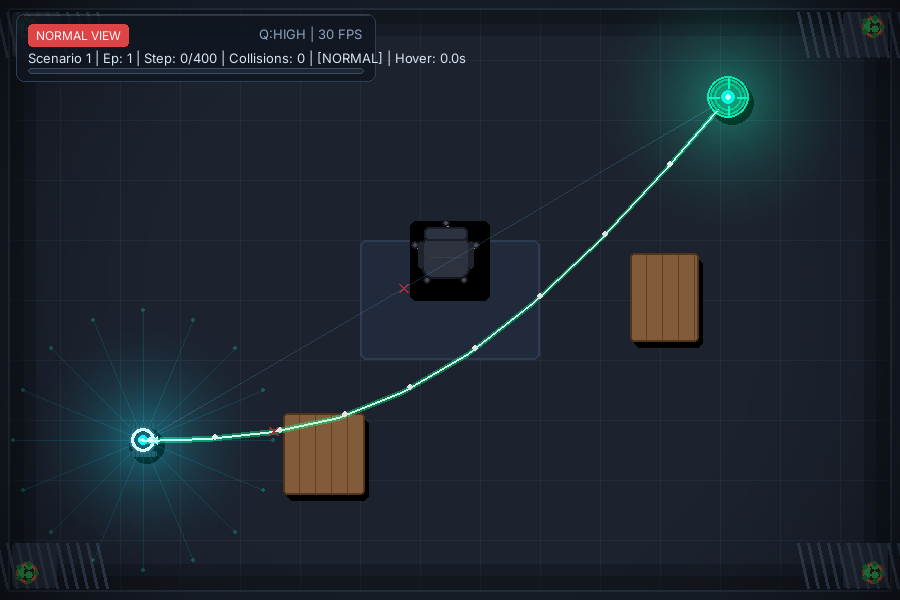 NORMAL VIEW
Q:HIGH | 30 FPS
Scenario 1 | Ep: 1 | Step: 0/400 | Collisions: 0 | [NORMAL] | Hover: 0.0s